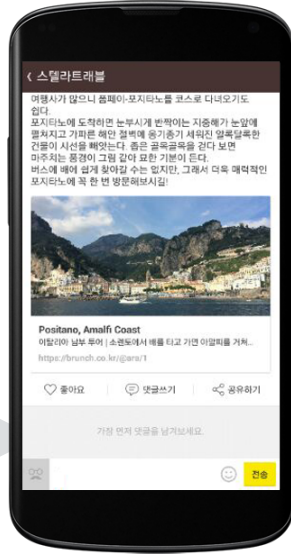 < 스텔라트래블
여행사가 많으니 폼페이-포지타노를 코스로 다녀오기도
쉽다.
포지타노에 도착하면 눈부시게 반짝이는 지중해가 눈앞에
펼쳐지고 가파른 해안 절벽에 옹기종기 세워진 알록달록한
건물이 시선을 빼앗는다. 좁은 골목골목을 걷다 보면
마주치는 풍경이 그림 같아 묘한 기분이 든다.
버스에 배에 쉽게 찾아갈 수는 없지만, 그래서 더욱 매력적인
포지타노에 꼭 한 번 방문해보시길!
Positano, Amalfi Coast
이탈리아 남부 투어 | 소렌토에서 배를 타고 가면 아말피를 거쳐...
https://brunch.co.kr/@ara/1
좋아요 댓글쓰기 공유하기
가장 먼저 댓글을 남겨보세요.
전송